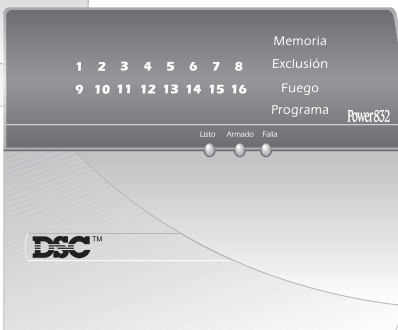 Memoria
1 2 3 4 5 6 7 8 Exclusión
9 10 11 12 13 14 15 16 Fuego
Programa
Power832
Listo Armado Falla
DSC™